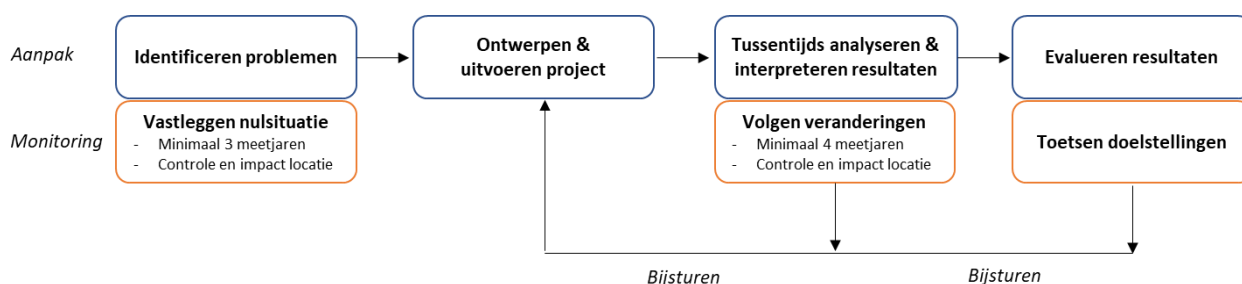 Aanpak
Identificeren problemen
Ontwerpen &
uitvoeren project
Tussentijds analyseren &
interpreteren resultaten
Evalueren resultaten
Monitoring
Vastleggen nulsituatie
- Minimaal 3 meetjaren
- Controle en impact locatie
Volgen veranderingen
- Minimaal 4 meetjaren
- Controle en impact locatie
Toetsen doelstellingen
Bijsturen
Bijsturen